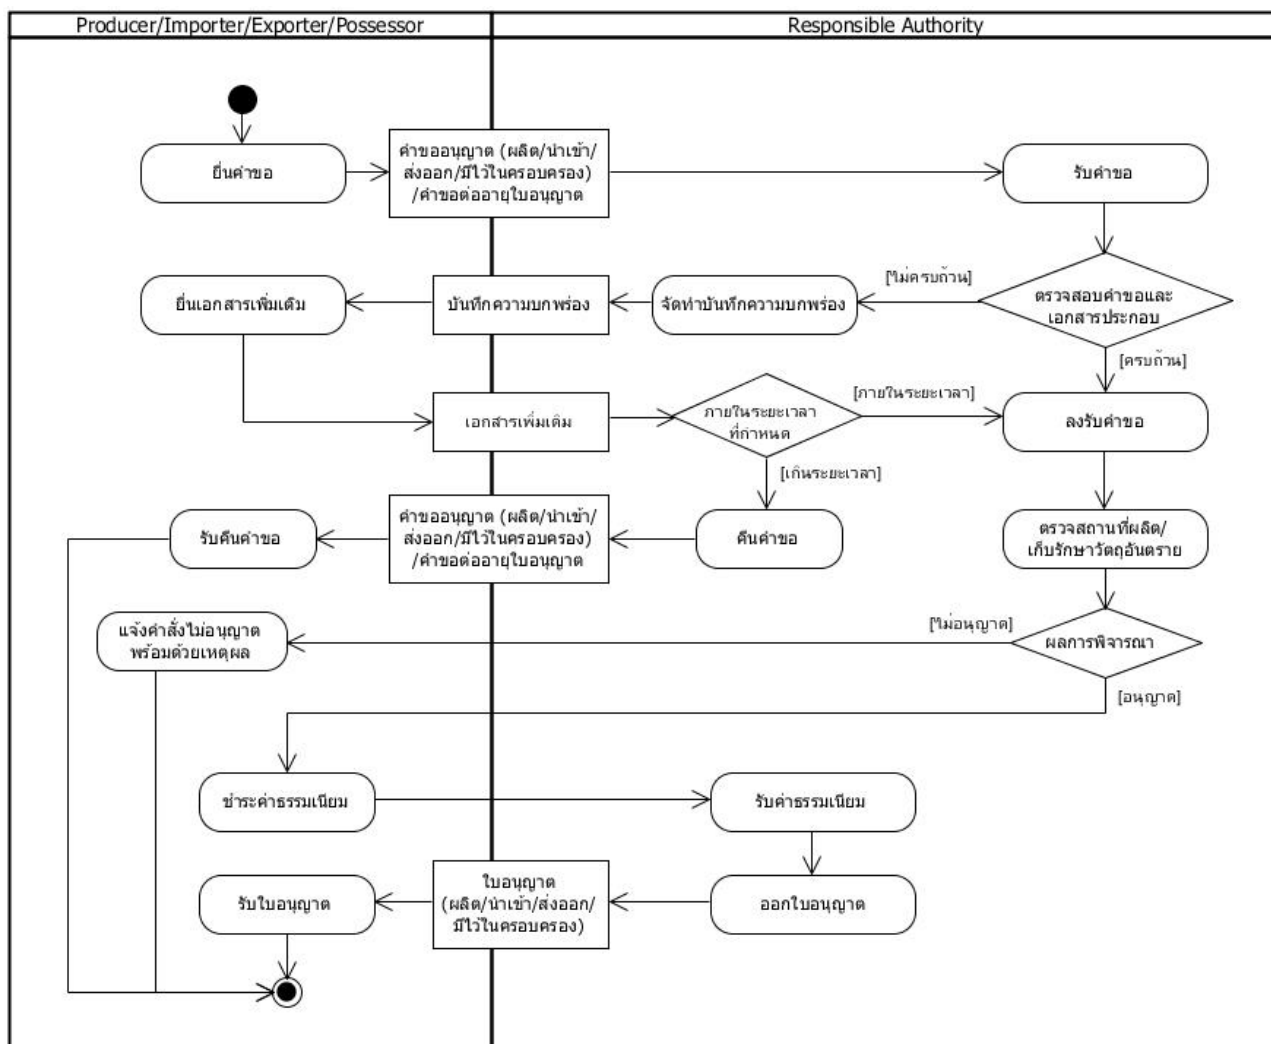 Producer/Importer/Exporter/Possessor
Responsible Authority
ยื่นคำขอ
คำขออนุญาต (ผลิต/นำเข้า/
ส่งออก/มีไว้ในครอบครอง)
/คำขอต่ออายุใบอนุญาต
รับคำขอ
[ไม่ครบถ้วน]
ตรวจสอบคำขอและ
เอกสารประกอบ
จัดทำบันทึกความบกพร่อง
บันทึกความบกพร่อง
ยื่นเอกสารเพิ่มเติม
[ครบถ้วน]
เอกสารเพิ่มเติม
ภายในระยะเวลา
ที่กำหนด
[ภายในระยะเวลา]
ลงรับคำขอ
[เกินระยะเวลา]
รับคืนคำขอ
คำขออนุญาต (ผลิต/นำเข้า/
ส่งออก/มีไว้ในครอบครอง)
/คำขอต่ออายุใบอนุญาต
คืนคำขอ
ตรวจสถานที่ผลิต/
เก็บรักษาวัตถุอันตราย
แจ้งคำสั่งไม่อนุญาต
พร้อมด้วยเหตุผล
[ไม่อนุญาต]
ผลการพิจารณา
[อนุญาต]
ชำระค่าธรรมเนียม
รับค่าธรรมเนียม
รับใบอนุญาต
ใบอนุญาต
(ผลิต/นำเข้า/ส่งออก/
มีไว้ในครอบครอง)
ออกใบอนุญาต